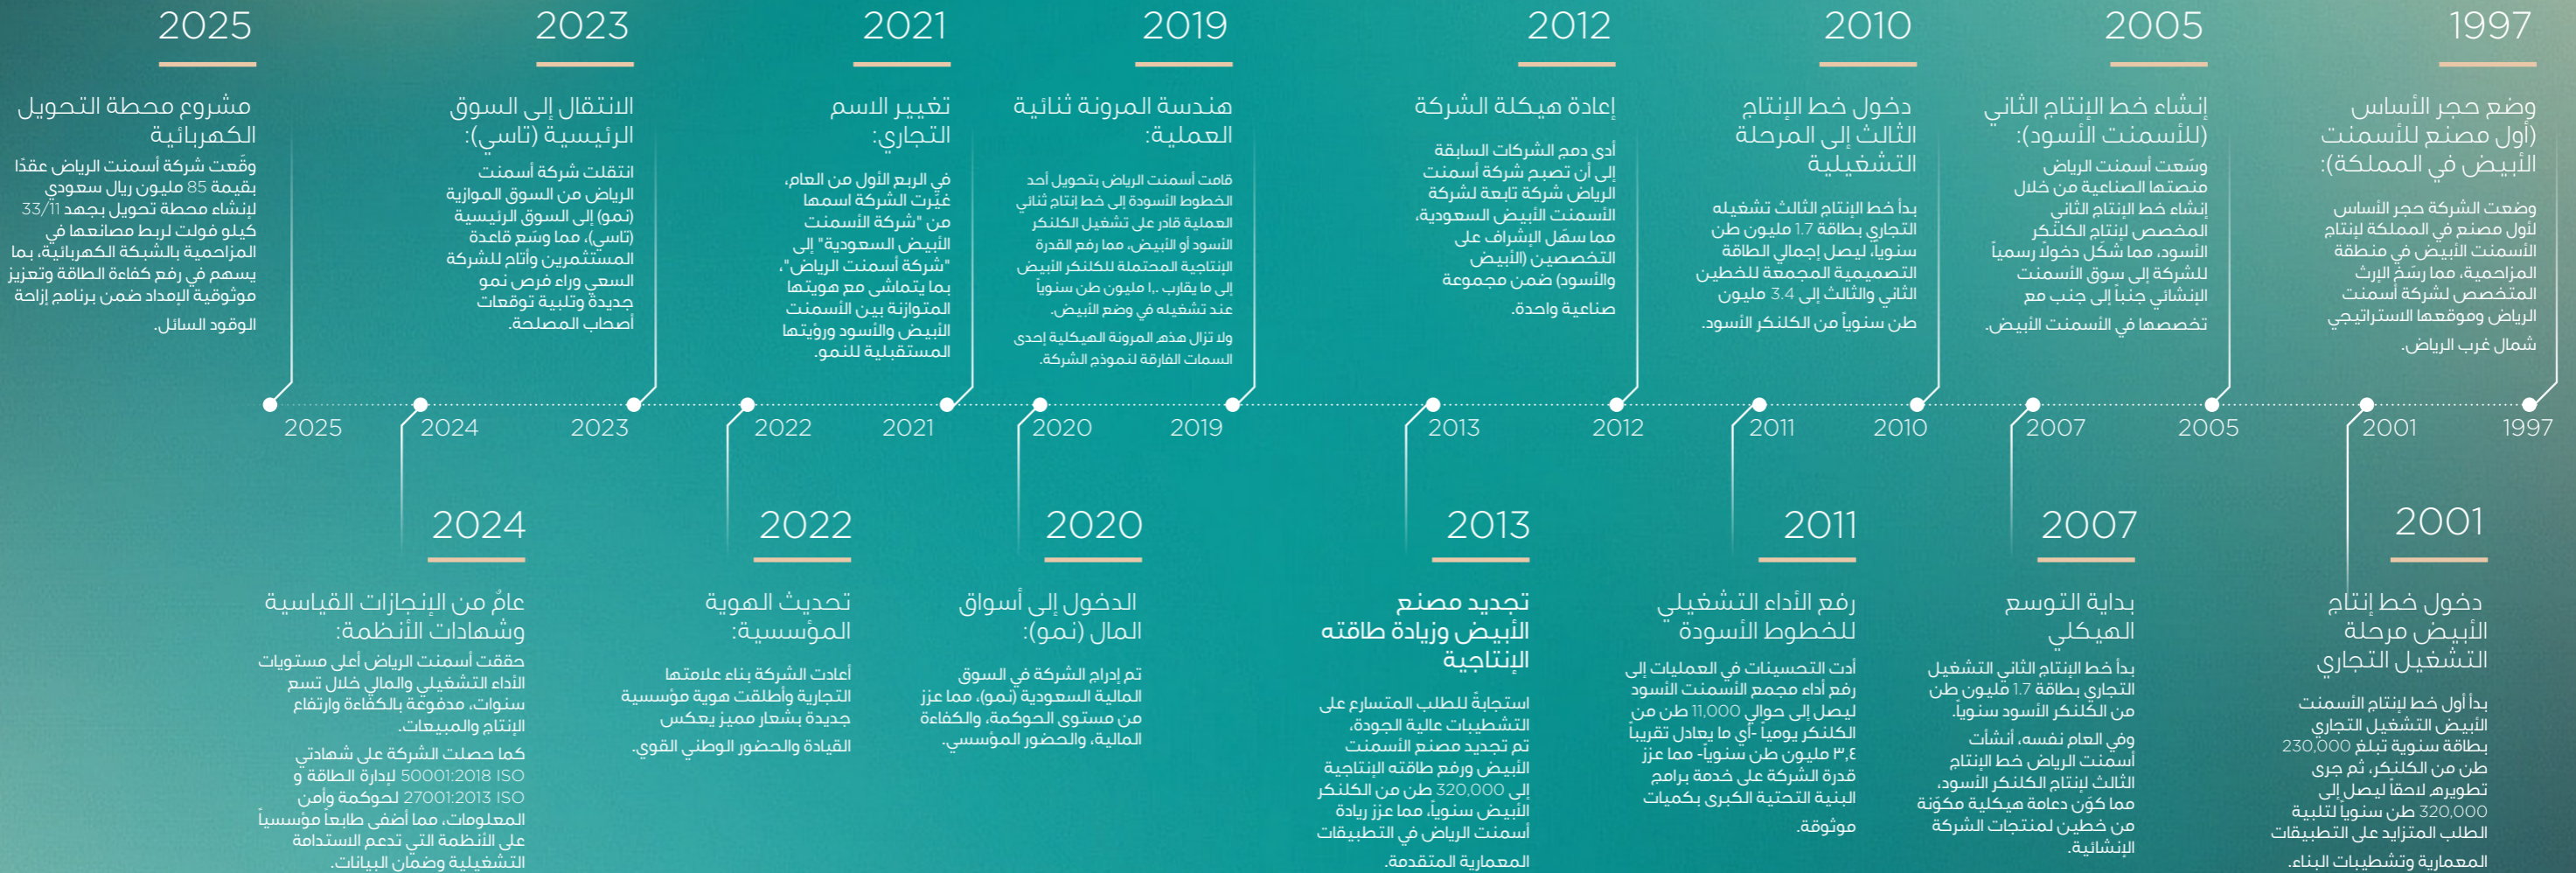 1997
وضع حجر الأساس
(أول مصنع للأسمنت
الأبيض في المملكة):
وضعت الشركة حجر الأساس
لأول مصنع في المملكة لإنتاج
الأسمنت الأبيض في منطقة
المزاحمية، مما رسّخ الإرث
المتخصص لشركة أسمنت
الرياض وموقعها الاستراتيجي
شمال غرب الرياض.
2005
إنشاء خط الإنتاج الثاني
(للأسمنت الأسود):
وسّعت أسمنت الرياض
منصتها الصناعية من خلال
إنشاء خط الإنتاج الثاني
المخصص لإنتاج الكلنكر
الأسود، مما شكّل دخولًا رسمياً
للشركة إلى سوق الأسمنت
الإنشائي جنباً إلى جنب مع
تخصصها في الأسمنت الأبيض.
2010
دخول خط الإنتاج
الثالث إلى المرحلة
التشغيلية
بدأ خط الإنتاج الثالث تشغيله
التجاري بطاقة 1.7 مليون طن
سنوياً، ليصل إجمالي الطاقة
التصميمية المجمعة للخطين
الثاني والثالث إلى 3.4 مليون
طن سنوياً من الكلنكر الأسود.
2012
إعادة هيكلة الشركة
أدى دمج الشركات السابقة
إلى أن تصبح شركة أسمنت
الرياض شركة تابعة لشركة
الأسمنت الأبيض السعودية،
مما سهّل الإشراف على
التخصصين (الأبيض
والأسود) ضمن مجموعة
صناعية واحدة.
2019
هندسة المرونة ثنائية
العملية:
قامت أسمنت الرياض بتحويل أحد
الخطوط الأسودة إلى خط إنتاج ثنائي
العملية قادر على تشغيل الكلنكر
الأسود أو الأبيض، مما رفع القدرة
الإنتاجية المحتملة للكلنكر الأبيض
إلى ما يقارب ١,٠ مليون طن سنوياً
عند تشغيله في وضع الأبيض.
ولا تزال هذه المرونة الهيكلية إحدى
السمات الفارقة لنموذج الشركة.
2021
تغيير الاسم
التجاري:
في الربع الأول من العام،
غيّرت الشركة اسمها
من "شركة الأسمنت
الأبيض السعودية" إلى
"شركة أسمنت الرياض"،
بما يتماشى مع هويتها
المتوازنة بين الأسمنت
الأبيض والأسود ورؤيتها
المستقبلية للنمو.
2023
الانتقال إلى السوق
الرئيسية (تاسي):
انتقلت شركة أسمنت
الرياض من السوق الموازية
(نمو) إلى السوق الرئيسية
(تاسي)، مما وسّع قاعدة
المستثمرين وأتاح للشركة
السعي وراء فرص نمو
جديدة وتلبية توقعات
أصحاب المصلحة.
2025
مشروع محطة التحويل
الكهربائية
وقّعت شركة أسمنت الرياض عقدًا
بقيمة 85 مليون ريال سعودي
لإنشاء محطة تحويل بجهد 33/11
كيلو فولت لربط مصانعها في
المزاحمية بالشبكة الكهربائية، بما
يسهم في رفع كفاءة الطاقة وتعزيز
موثوقية الإمداد ضمن برنامج إزاحة
الوقود السائل.
1997
2001
2005
2007
2010
2011
2012
2013
2019
2020
2021
2022
2023
2024
2025
2001
دخول خط إنتاج
الأبيض مرحلة
التشغيل التجاري
بدأ أول خط لإنتاج الأسمنت
الأبيض التشغيل التجاري
بطاقة سنوية تبلغ 230,000
طن من الكلنكر، ثم جرى
تطويره لاحقاً ليصل إلى
320,000 طن سنوياً لتلبية
الطلب المتزايد على التطبيقات
المعمارية وتشطيبات البناء.
2007
بداية التوسع
الهيكلي
بدأ خط الإنتاج الثاني التشغيل
التجاري بطاقة 1.7 مليون طن
من الكلنكر الأسود سنوياً.
وفي العام نفسه، أنشأت
أسمنت الرياض خط الإنتاج
الثالث لإنتاج الكلنكر الأسود،
مما كوّن دعامة هيكلية مكوّنة
من خطين لمنتجات الشركة
الإنشائية.
2011
رفع الأداء التشغيلي
للخطوط الأسودة
أدت التحسينات في العمليات إلى
رفع أداء مجمع الأسمنت الأسود
ليصل إلى حوالي 11,000 طن من
الكلنكر يومياً -أي ما يعادل تقريباً
٣,٤ مليون طن سنوياً- مما عزز
قدرة الشركة على خدمة برامج
البنية التحتية الكبرى بكميات
موثوقة.
2013
تجديد مصنع
الأبيض وزيادة طاقته
الإنتاجية
استجابةً للطلب المتسارع على
التشطيبات عالية الجودة،
تم تجديد مصنع الأسمنت
الأبيض ورفع طاقته الإنتاجية
إلى 320,000 طن من الكلنكر
الأبيض سنوياً، مما عزز ريادة
أسمنت الرياض في التطبيقات
المعمارية المتقدمة.
2020
الدخول إلى أسواق
المال (نمو):
تم إدراج الشركة في السوق
المالية السعودية (نمو)، مما عزز
من مستوى الحوكمة، والكفاءة
المالية، والحضور المؤسسي.
2022
تحديث الهوية
المؤسسية:
أعادت الشركة بناء علامتها
التجارية وأطلقت هوية مؤسسية
جديدة بشعار مميز يعكس
القيادة والحضور الوطني القوي.
2024
عامٌ من الإنجازات القياسية
وشهادات الأنظمة:
حققت أسمنت الرياض أعلى مستويات
الأداء التشغيلي والمالي خلال تسع
سنوات، مدفوعة بالكفاءة وارتفاع
الإنتاج والمبيعات.
كما حصلت الشركة على شهادتي
ISO 50001:2018 لإدارة الطاقة و
ISO 27001:2013 لحوكمة وأمن
المعلومات، مما أضفى طابعاً مؤسسياً
على الأنظمة التي تدعم الاستدامة
التشغيلية وضمان البيانات.